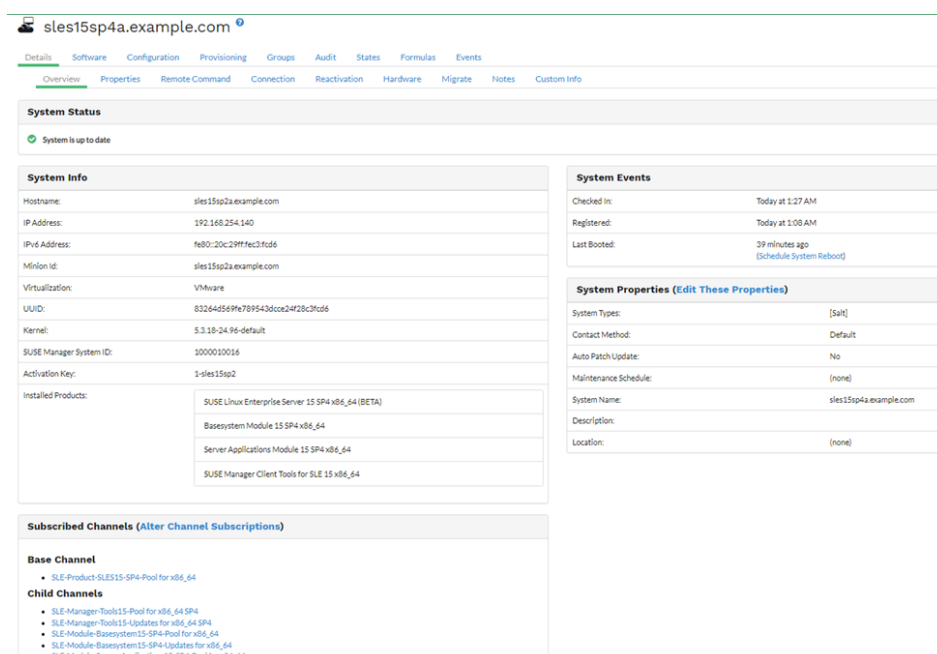 sles15sp4a.example.com ?
Details Software Configuration Provisioning Groups Audit States Formulas Events
Overview Properties Remote Command Connection Reactivation Hardware Migrate Notes Custom Info
System Status
System is up to date
System Info
Hostname: sles15sp2a.example.com
IP Address: 192.168.254.140
IPv6 Address: fe80::20c:29ff:fec3:fcd6
Minion Id: sles15sp2a.example.com
Virtualization: VMware
UUID: 83264d569fe789543dcce24f28c3fcd6
Kernel: 5.3.18-24.96-default
SUSE Manager System ID: 1000010016
Activation Key: 1-sles15sp2
Installed Products:
SUSE Linux Enterprise Server 15 SP4 x86_64 (BETA)
Basesystem Module 15 SP4 x86_64
Server Applications Module 15 SP4 x86_64
SUSE Manager Client Tools for SLE 15 x86_64
System Events
Checked In: Today at 1:27 AM
Registered: Today at 1:08 AM
Last Booted: 39 minutes ago
(Schedule System Reboot)
System Properties (Edit These Properties)
System Types: [Salt]
Contact Method: Default
Auto Patch Update: No
Maintenance Schedule: (none)
System Name: sles15sp4a.example.com
Description:
Location: (none)
Subscribed Channels (Alter Channel Subscriptions)
Base Channel
SLE-Product-SLES15-SP4-Pool for x86_64
Child Channels
SLE-Manager-Tools15-Pool for x86_64 SP4
SLE-Manager-Tools15-Updates for x86_64 SP4
SLE-Module-Basesystem15-SP4-Pool for x86_64
SLE-Module-Basesystem15-SP4-Updates for x86_64